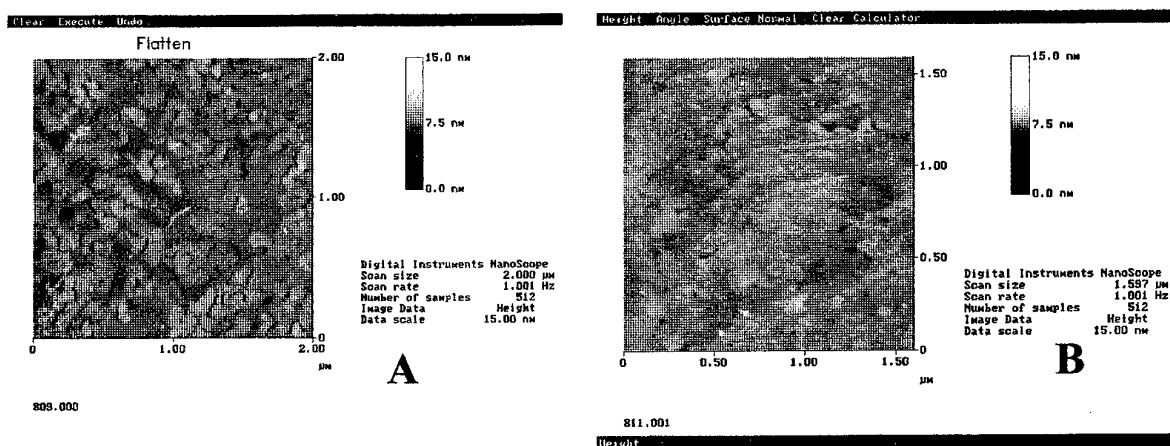 Clear Execute Undo
Flatten
2.00
1.00
0
0
1.00
2.00
µm
15.0 nm
7.5 nm
0.0 nm
Digital Instruments NanoScope
Scan size 2.000 µm
Scan rate 1.001 Hz
Number of samples 512
Image Data Height
Data scale 15.00 nm
A
809.000
Height Angle Surface Normal Clear Calculator
1.50
1.00
0.50
0
0
0.50
1.00
1.50
µm
15.0 nm
7.5 nm
0.0 nm
Digital Instruments NanoScope
Scan size 1.597 µm
Scan rate 1.001 Hz
Number of samples 512
Image Data Height
Data scale 15.00 nm
B
811.001
Height